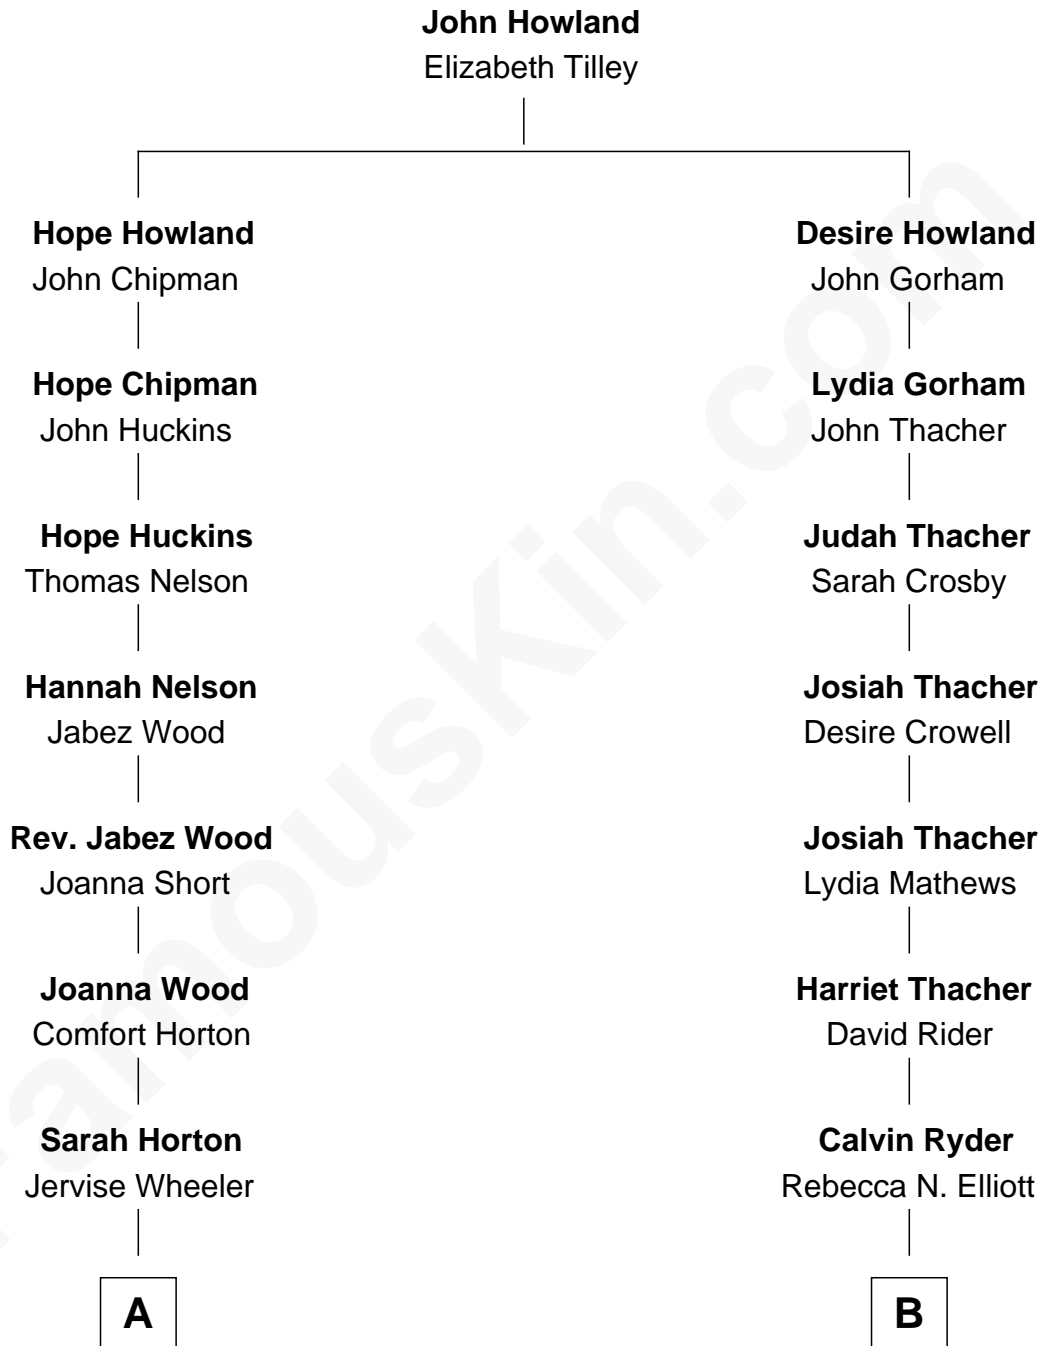 John Howland
Elizabeth Tilley
Hope Howland
John Chipman
Desire Howland
John Gorham
Hope Chipman
John Huckins
Lydia Gorham
John Thacher
Hope Huckins
Thomas Nelson
Judah Thacher
Sarah Crosby
Hannah Nelson
Jabez Wood
Josiah Thacher
Desire Crowell
Rev. Jabez Wood
Joanna Short
Josiah Thacher
Lydia Mathews
Joanna Wood
Comfort Horton
Harriet Thacher
David Rider
Sarah Horton
Jervise Wheeler
Calvin Ryder
Rebecca N. Elliott
A
B
FamousKin.com